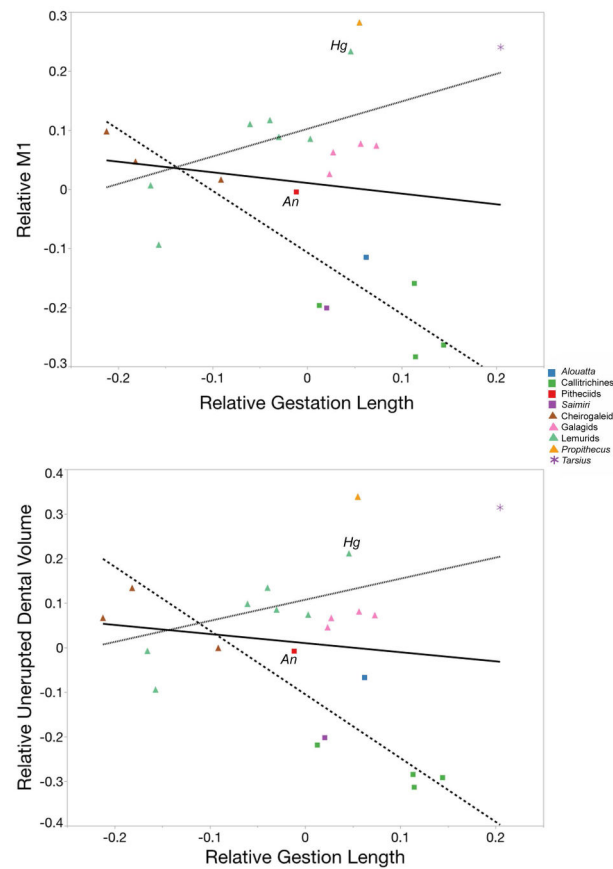 0.3
Hg
0.2
0.1
0
An
-0.1
-0.2
-0.3
Relative M1
-0.2
-0.1
0
0.1
0.2
Relative Gestation Length
Alouatta
Callitrichines
Pitheciids
Saimiri
Cheirogaleid
Galagids
Lemurids
Propithecus
Tarsius
0.4
0.3
Hg
0.2
0.1
0
An
-0.1
-0.2
-0.3
-0.4
Relative Unerupted Dental Volume
-0.2
-0.1
0
0.1
0.2
Relative Gestion Length